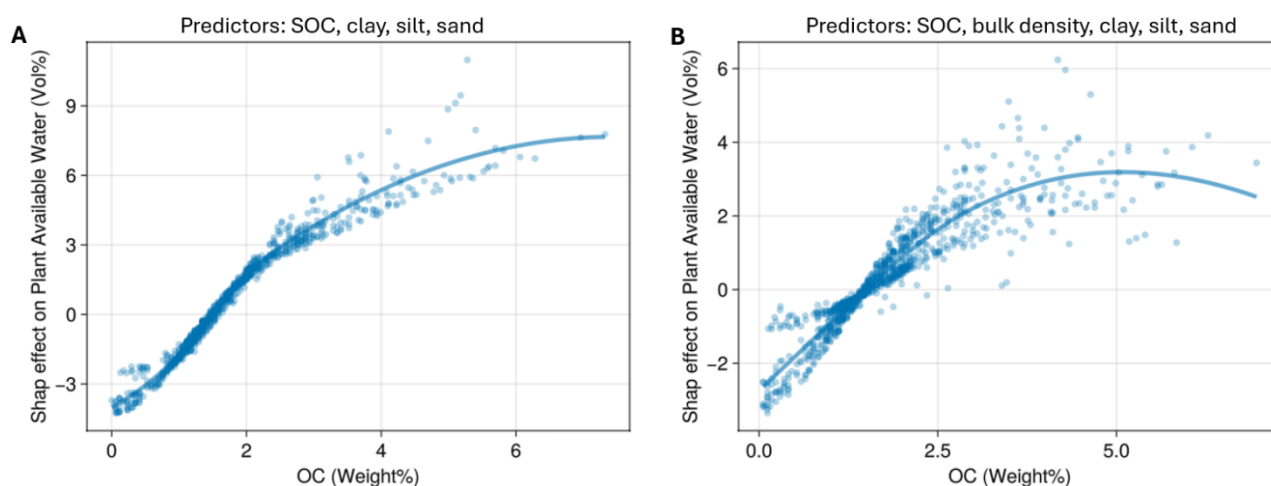 A
Predictors: SOC, clay, silt, sand
Shap effect on Plant Available Water (Vol%)
9
6
3
0
−3
0 2 4 6
OC (Weight%)
B
Predictors: SOC, bulk density, clay, silt, sand
Shap effect on Plant Available Water (Vol%)
6
4
2
0
−2
0.0 2.5 5.0
OC (Weight%)